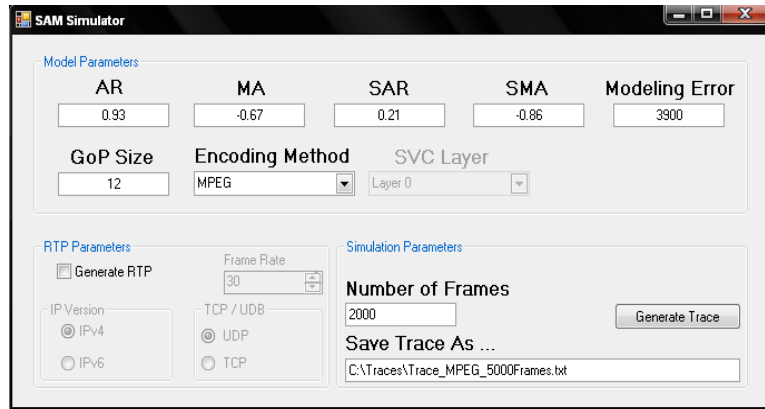 SAM Simulator
Model Parameters
AR MA SAR SMA Modeling Error
0.93 -0.67 0.21 -0.86 3900
GoP Size Encoding Method SVC Layer
12 MPEG Layer 0
RTP Parameters
Generate RTP
Frame Rate
30
IP Version
IPv4
IPv6
TCP / UDB
UDP
TCP
Simulation Parameters
Number of Frames
2000
Generate Trace
Save Trace As ...
C:\Traces\Trace_MPEG_5000Frames.txt